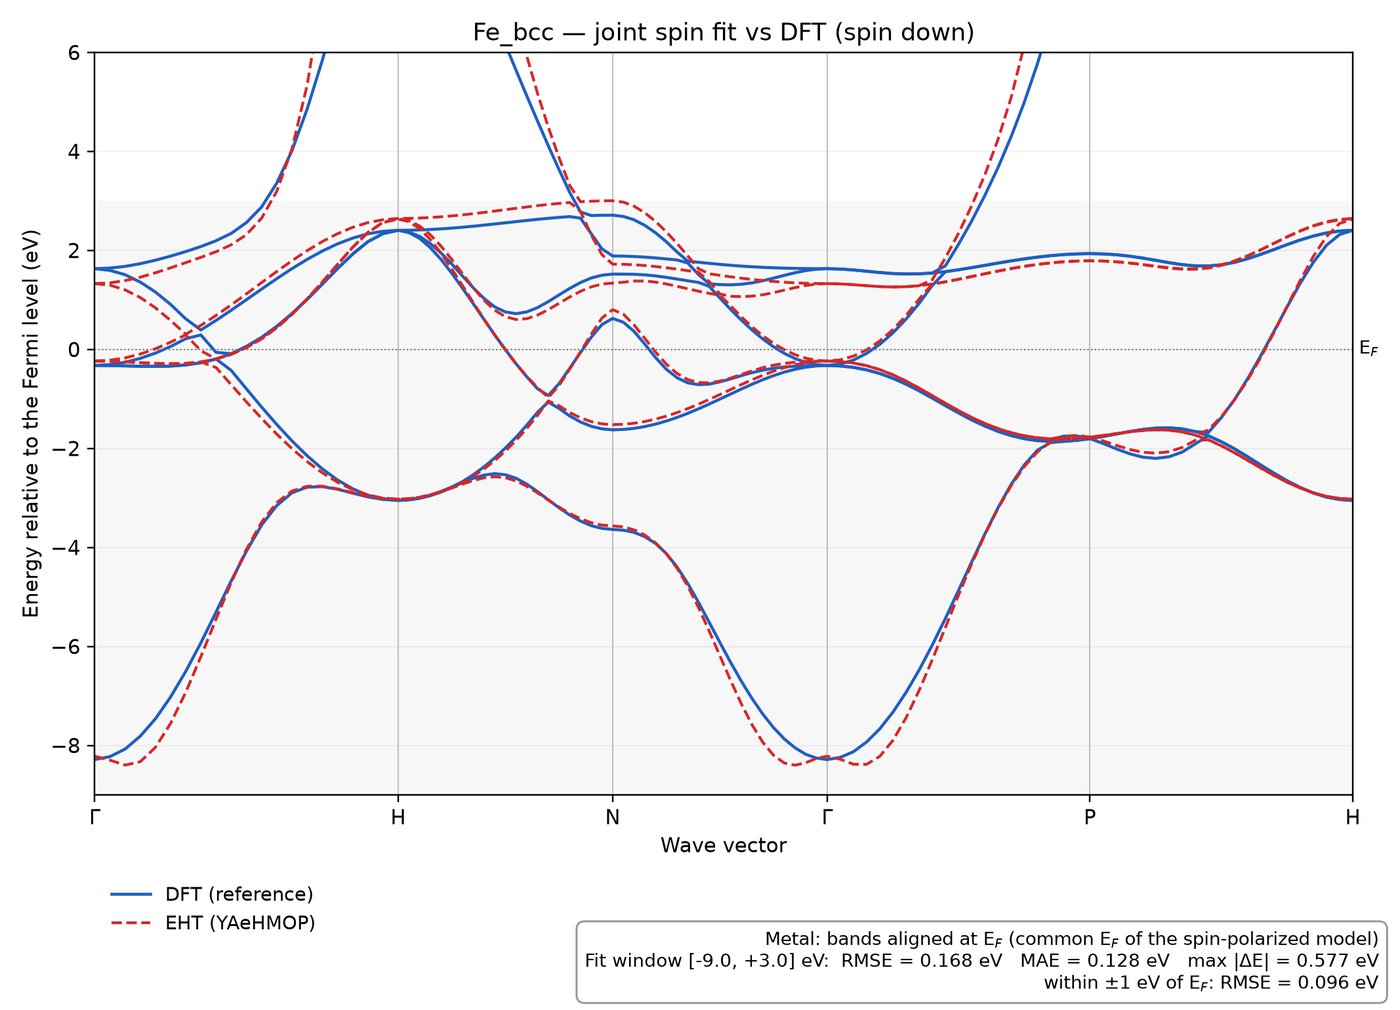 Fe_bcc — joint spin fit vs DFT (spin down)
Energy relative to the Fermi level (eV)
6
4
2
0
−2
−4
−6
−8
E_F
Γ
H
N
Γ
P
H
Wave vector
DFT (reference)
EHT (YAeHMOP)
Metal: bands aligned at E_F (common E_F of the spin-polarized model)
Fit window [-9.0, +3.0] eV:  RMSE = 0.168 eV   MAE = 0.128 eV   max |ΔE| = 0.577 eV
within ±1 eV of E_F: RMSE = 0.096 eV